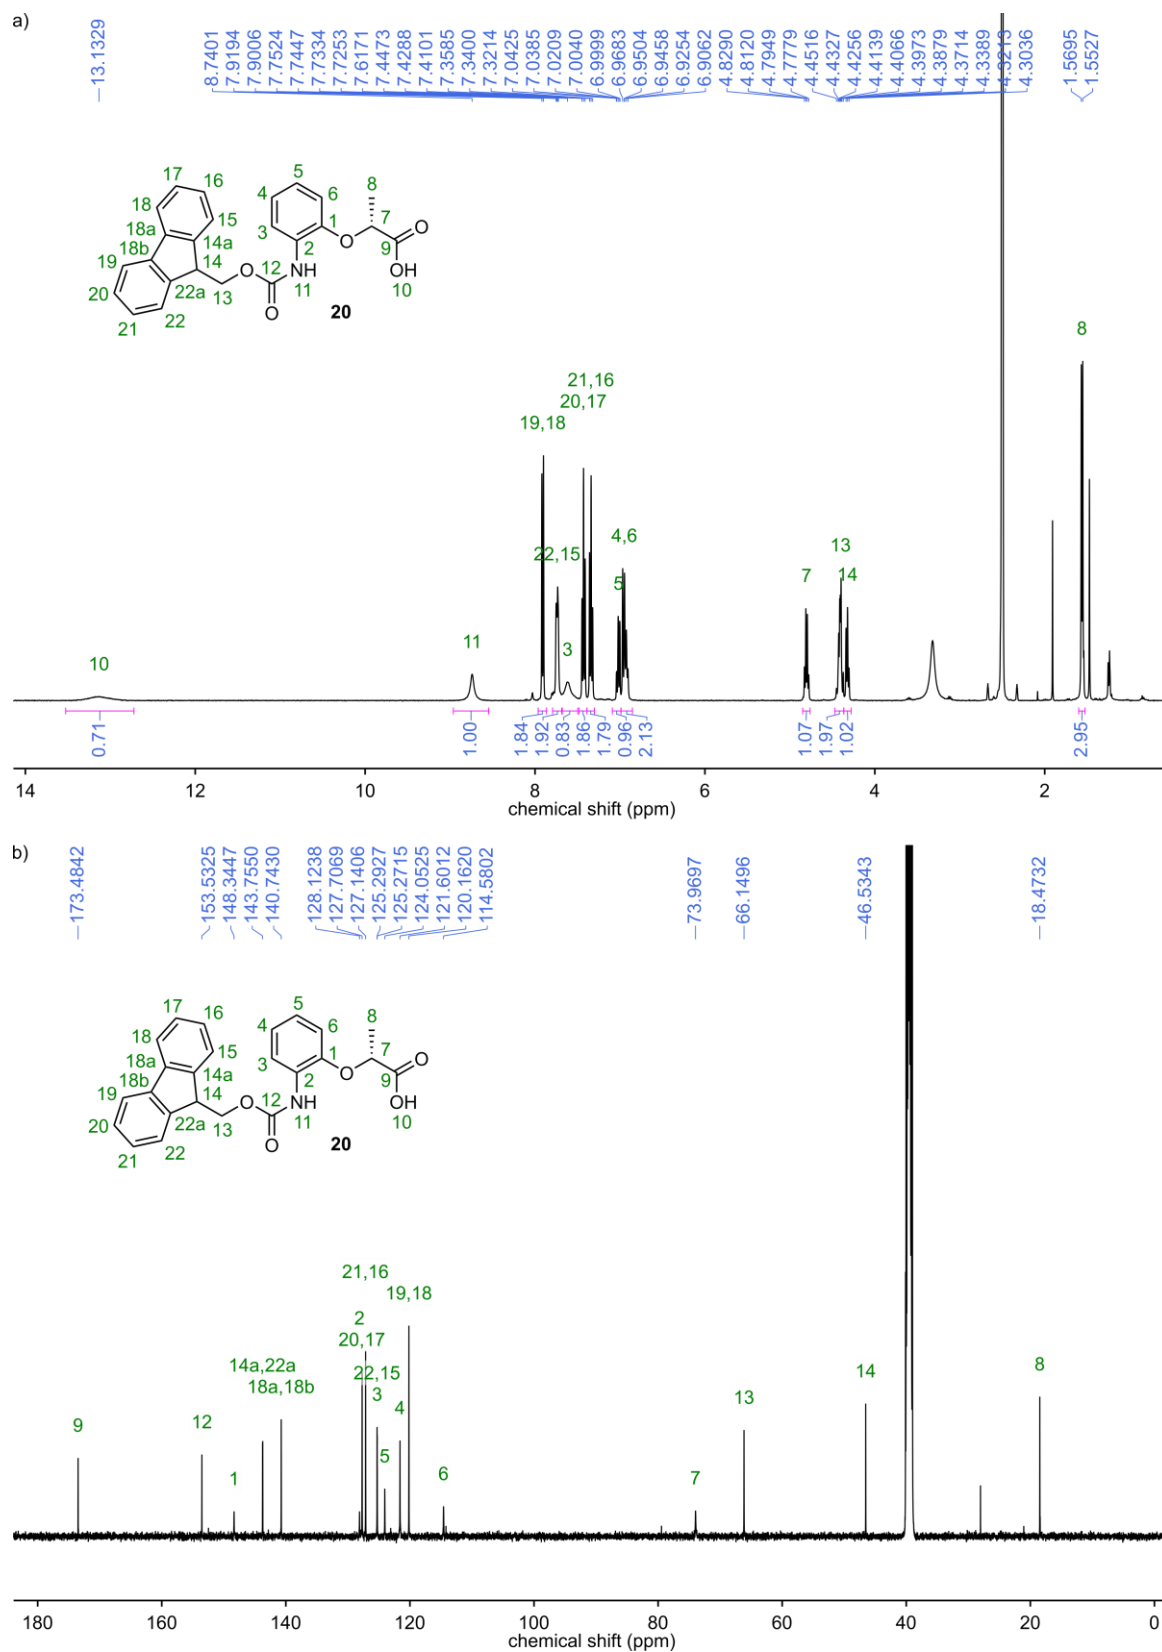 a)
13.1329
8.7401
7.9194
7.9006
7.7524
7.7447
7.7334
7.7253
7.6171
7.4473
7.4288
7.4101
7.3585
7.3400
7.3214
7.0425
7.0385
7.0209
7.0040
6.9999
6.9683
6.9504
6.9458
6.9254
6.9062
4.8290
4.8120
4.7949
4.7779
4.4516
4.4327
4.4256
4.4139
4.4066
4.3973
4.3879
4.3714
4.3389
4.3213
4.3036
1.5695
1.5527
17 16 5 8
18 4 6
18a 15 1 7 O
18b 14a 3 O 9
19 14 2 OH
20 22a O 12 NH 10
21 22 13 O 11 20
8
21,16
20,17
19,18
4,6 13
22,15
5 7 14
11 3
10
0.71 1.00 1.84 1.92 0.83 1.86 1.79 0.96 2.13 1.07 1.97 1.02 2.95
14 12 10 8 6 4 2
chemical shift (ppm)
b)
173.4842
153.5325
148.3447
143.7550
140.7430
128.1238
127.7069
127.1406
125.2927
125.2715
124.0525
121.6012
120.1620
114.5802
73.9697
66.1496
46.5343
18.4732
17 16 5 8
18 4 6
18a 15 1 7 O
18b 14a 3 O 9
19 14 2 OH
20 22a O 12 NH 10
21 22 13 O 11 20
21,16
19,18
2
20,17
14a,22a 22,15
18a,18b 3 4 14 8
9 12 13
5
1 6 7
180 160 140 120 100 80 60 40 20 0
chemical shift (ppm)